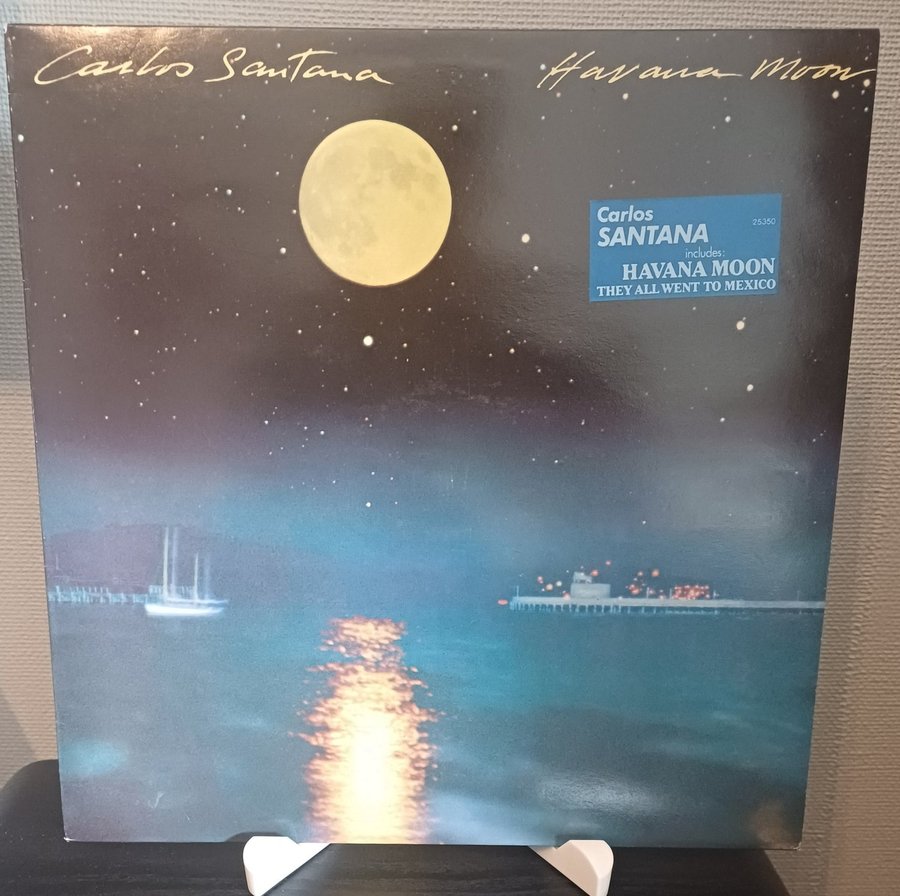 Carlos Santana
Havana Moon
Carlos
25350
SANTANA
includes:
HAVANA MOON
THEY ALL WENT TO MEXICO